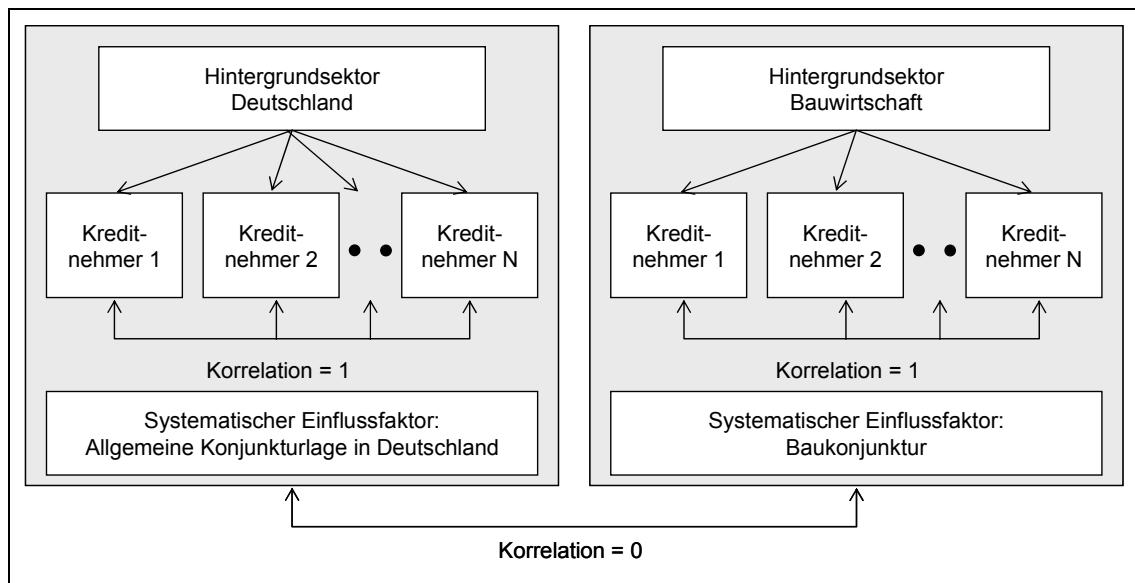 Hintergrundsektor
Deutschland
Kredit-
nehmer 1
Kredit-
nehmer 2
Kredit-
nehmer N
Korrelation = 1
Systematischer Einflussfaktor:
Allgemeine Konjunkturlage in Deutschland
Hintergrundsektor
Bauwirtschaft
Kredit-
nehmer 1
Kredit-
nehmer 2
Kredit-
nehmer N
Korrelation = 1
Systematischer Einflussfaktor:
Baukonjunktur
Korrelation = 0